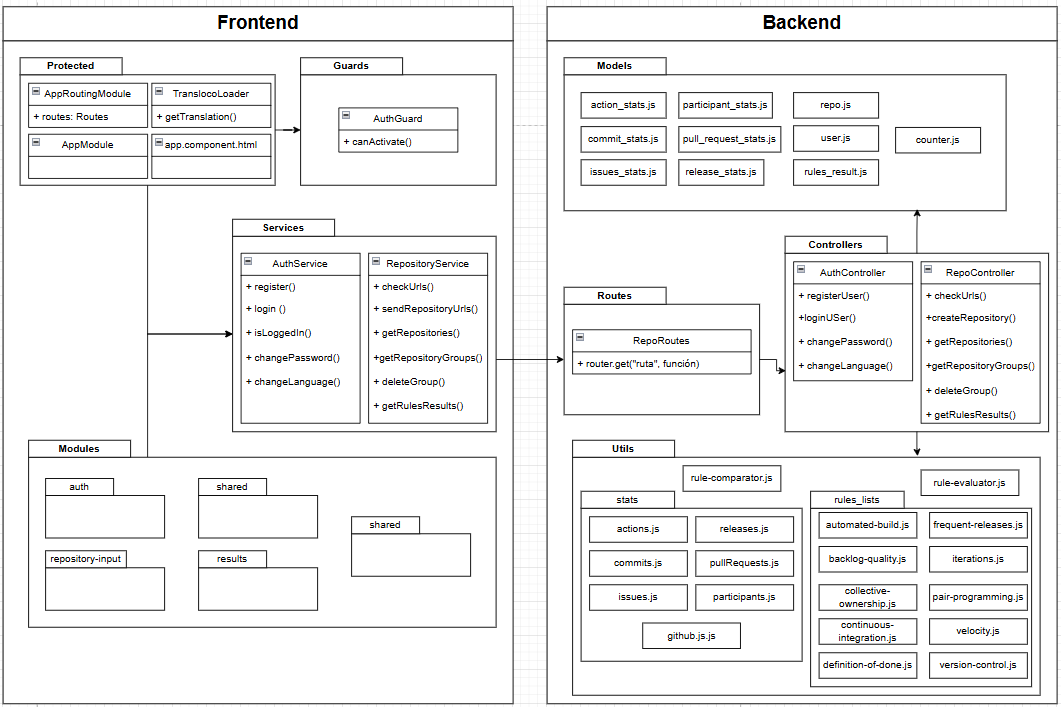 Frontend
Protected
AppRoutingModule
+ routes: Routes
TranslocoLoader
+ getTranslation()
AppModule
app.component.html
Guards
AuthGuard
+ canActivate()
Services
AuthService
+ register()
+ login ()
+ isLoggedIn()
+ changePassword()
+ changeLanguage()
RepositoryService
+ checkUrls()
+ sendRepositoryUrls()
+ getRepositories()
+getRepositoryGroups()
+ deleteGroup()
+ getRulesResults()
Modules
auth
shared
shared
repository-input
results
Backend
Models
action_stats.js
participant_stats.js
repo.js
commit_stats.js
pull_request_stats.js
user.js
counter.js
issues_stats.js
release_stats.js
rules_result.js
Routes
RepoRoutes
+ router.get("ruta", función)
Controllers
AuthController
+ registerUser()
+loginUSer()
+ changePassword()
+ changeLanguage()
RepoController
+ checkUrls()
+createRepository()
+ getRepositories()
+getRepositoryGroups()
+ deleteGroup()
+ getRulesResults()
Utils
rule-comparator.js
rule-evaluator.js
stats
actions.js
releases.js
commits.js
pullRequests.js
issues.js
participants.js
github.js.js
rules_lists
automated-build.js
frequent-releases.js
backlog-quality.js
iterations.js
collective-
ownership.js
pair-programming.js
continuous-
integration.js
velocity.js
definition-of-done.js
version-control.js